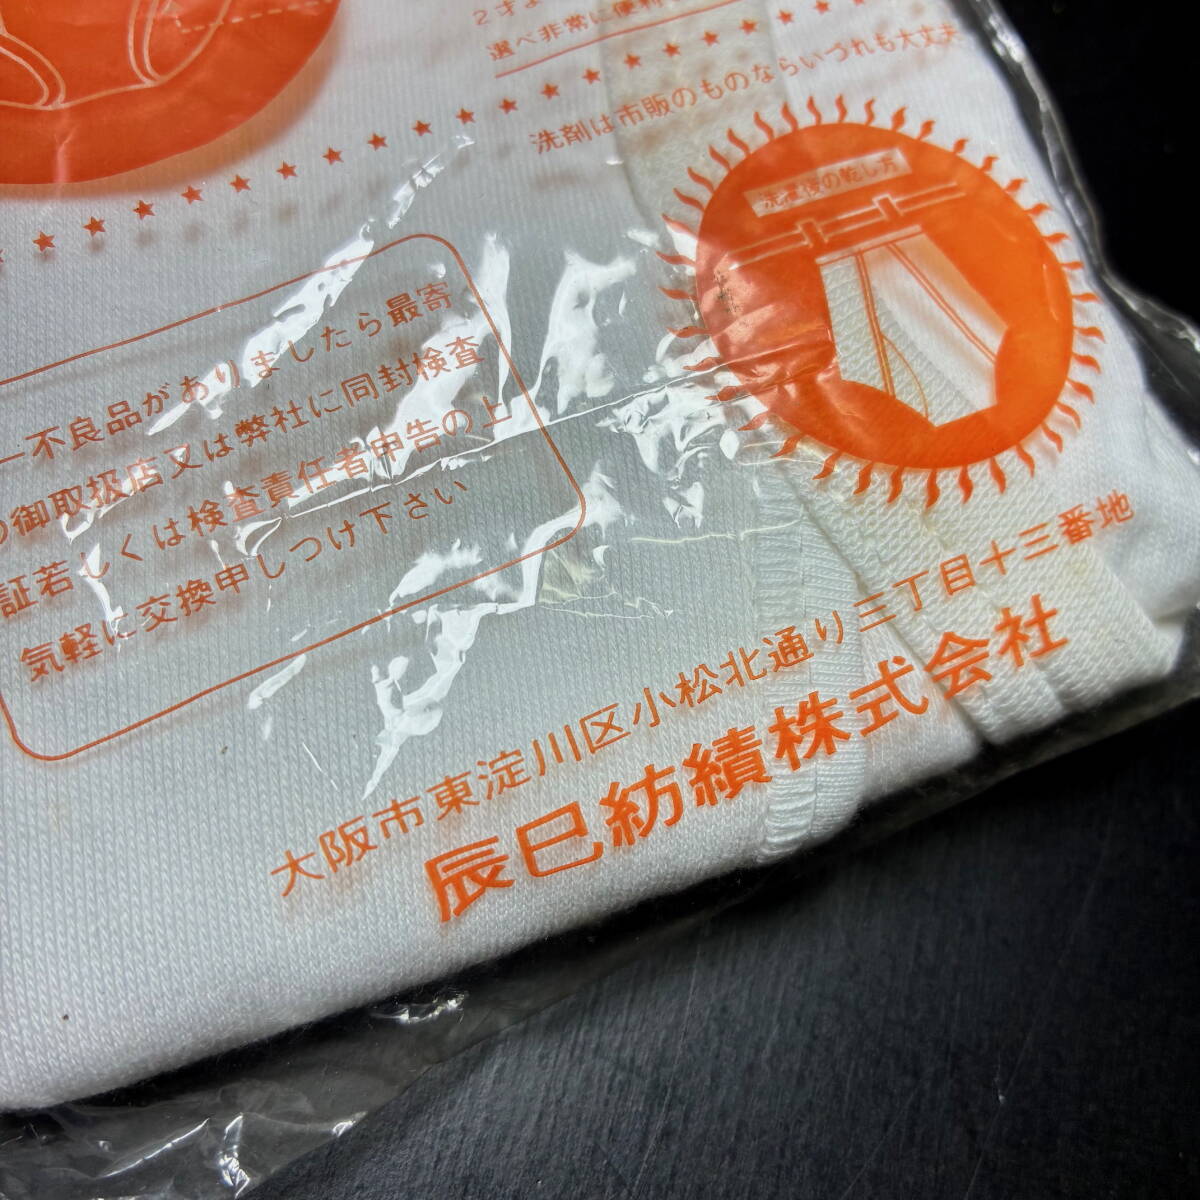 ２才よ
選べ非常に便利
洗剤は市販のものならいづれも大丈夫
洗濯後の乾し方
一不良品がありましたら最寄
の御取扱店又は弊社に同封検査
証若しくは検査責任者申告の上
気軽に交換申しつけ下さい
大阪市東淀川区小松北通り三丁目十三番地
辰巳紡績株式会社